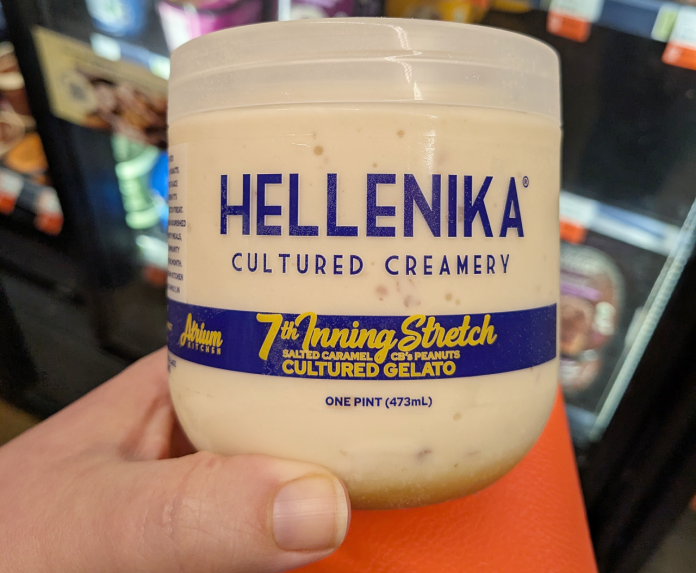 HELLENIKA®
CULTURED CREAMERY
Atrium
KITCHEN
7th Inning Stretch
SALTED CARAMEL CB's PEANUTS
CULTURED GELATO
ONE PINT (473mL)